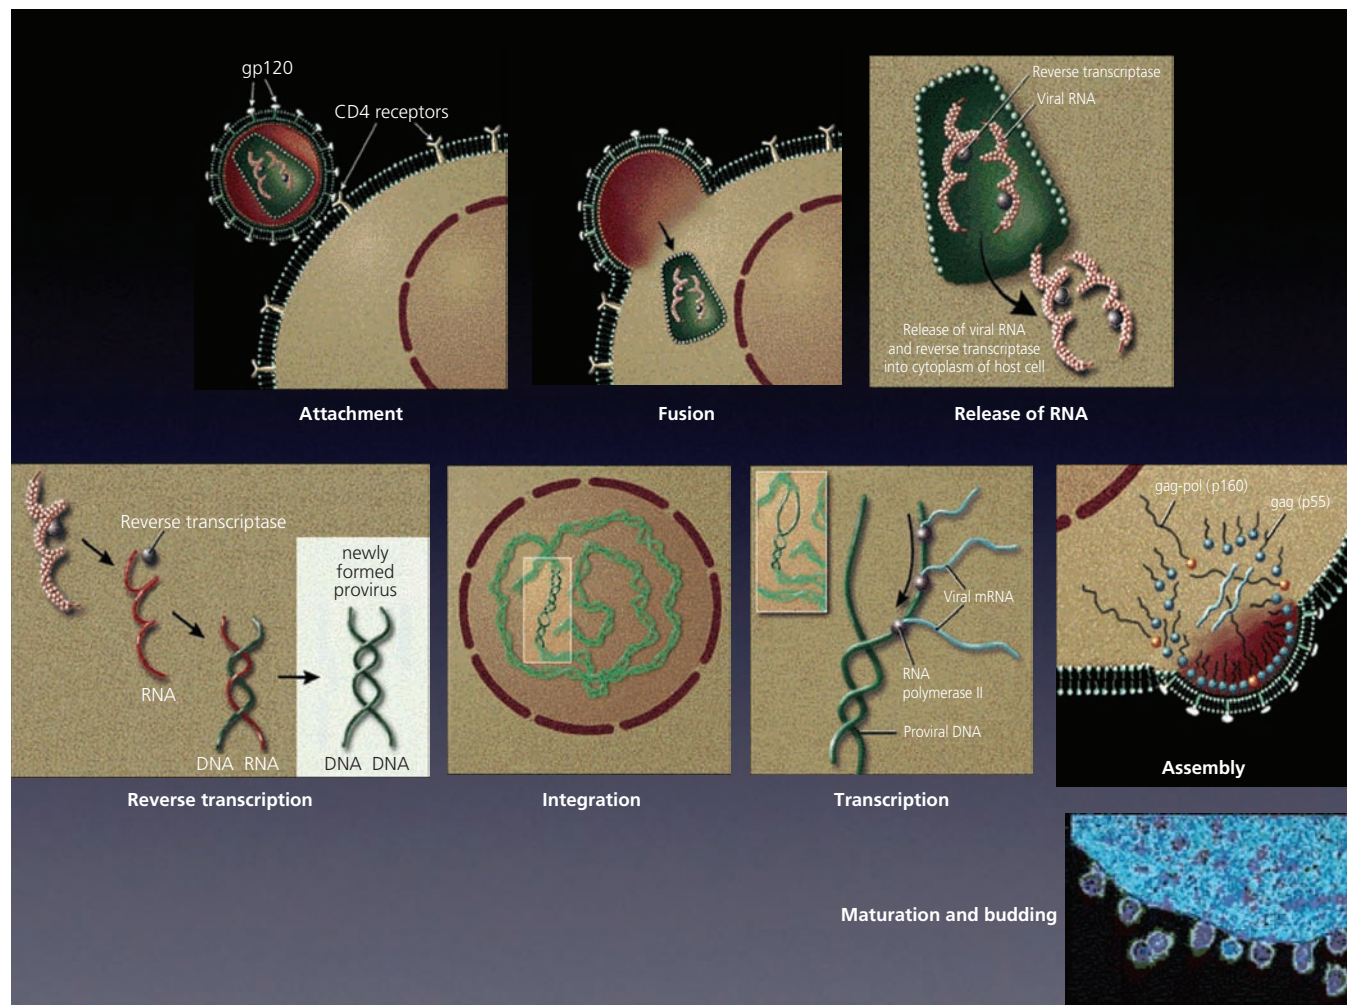 gp120
CD4 receptors
Attachment
Fusion
Reverse transcriptase
Viral RNA
Release of viral RNA
and reverse transcriptase
into cytoplasm of host cell
Release of RNA
Reverse transcriptase
RNA
DNA RNA
newly
formed
provirus
DNA DNA
Reverse transcription
Integration
Viral mRNA
RNA
polymerase II
Proviral DNA
Transcription
gag-pol (p160)
gag (p55)
Assembly
Maturation and budding